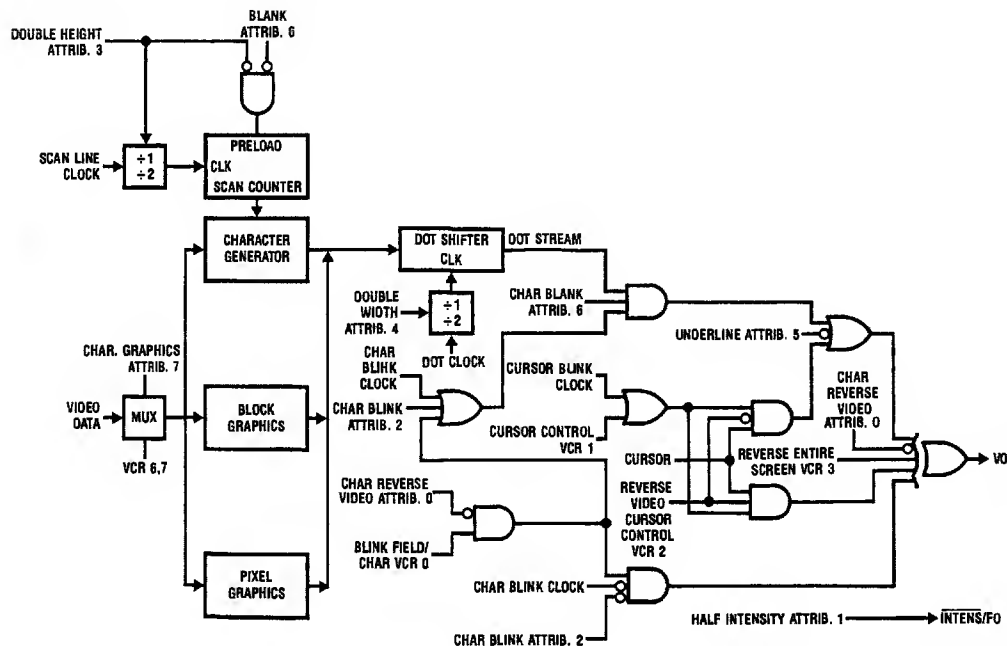 BLANK
ATTRIB. 6
DOUBLE HEIGHT
ATTRIB. 3
PRELOAD
CLK
SCAN COUNTER
SCAN LINE
CLOCK
÷1
÷2
CHARACTER
GENERATOR
DOT SHIFTER
CLK
DOT STREAM
DOUBLE
WIDTH
ATTRIB. 4
÷1
÷2
DOT CLOCK
CHAR BLANK
ATTRIB. 6
UNDERLINE ATTRIB. 5
CHAR. GRAPHICS
ATTRIB. 7
VIDEO
DATA
MUX
VCR 6,7
BLOCK
GRAPHICS
CHAR
BLINK
CLOCK
CHAR BLINK
ATTRIB. 2
CURSOR BLINK
CLOCK
CURSOR CONTROL
VCR 1
CHAR
REVERSE
VIDEO
ATTRIB. 0
CURSOR
REVERSE ENTIRE
SCREEN VCR 3
VO
REVERSE
VIDEO
CURSOR
CONTROL
VCR 2
CHAR REVERSE
VIDEO ATTRIB. 0
BLINK FIELD/
CHAR VCR 0
PIXEL
GRAPHICS
CHAR BLINK CLOCK
CHAR BLINK ATTRIB. 2
HALF INTENSITY ATTRIB. 1
INTENS/FO